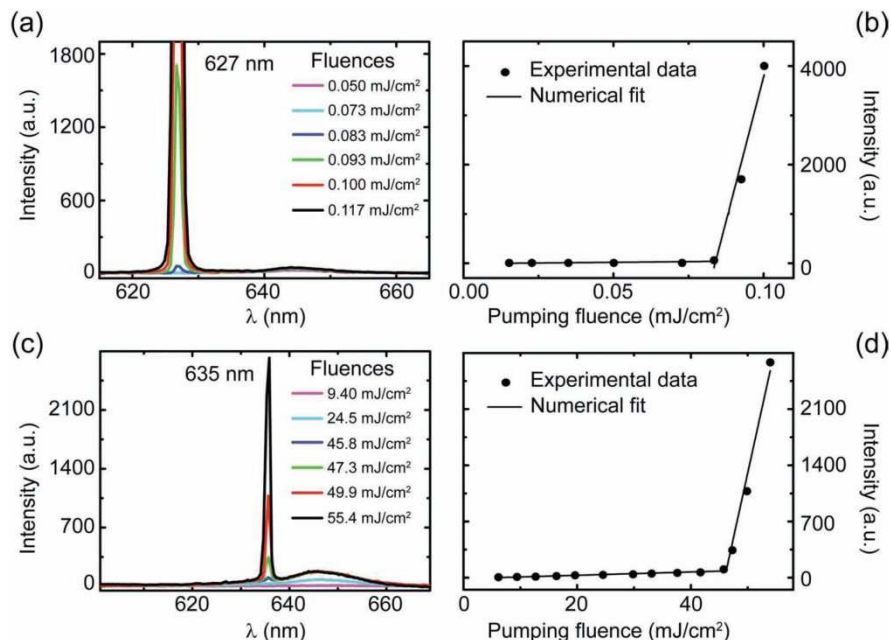 (a)
1800
1200
600
0
Intensity (a.u.)
620
640
660
λ (nm)
627 nm
Fluences
0.050 mJ/cm²
0.073 mJ/cm²
0.083 mJ/cm²
0.093 mJ/cm²
0.100 mJ/cm²
0.117 mJ/cm²
(b)
Experimental data
Numerical fit
4000
2000
0
Intensity (a.u.)
0.00
0.05
0.10
Pumping fluence (mJ/cm²)
(c)
2100
1400
700
0
Intensity (a.u.)
620
640
660
λ (nm)
635 nm
Fluences
9.40 mJ/cm²
24.5 mJ/cm²
45.8 mJ/cm²
47.3 mJ/cm²
49.9 mJ/cm²
55.4 mJ/cm²
(d)
Experimental data
Numerical fit
2100
1400
700
0
Intensity (a.u.)
0
20
40
Pumping fluence (mJ/cm²)